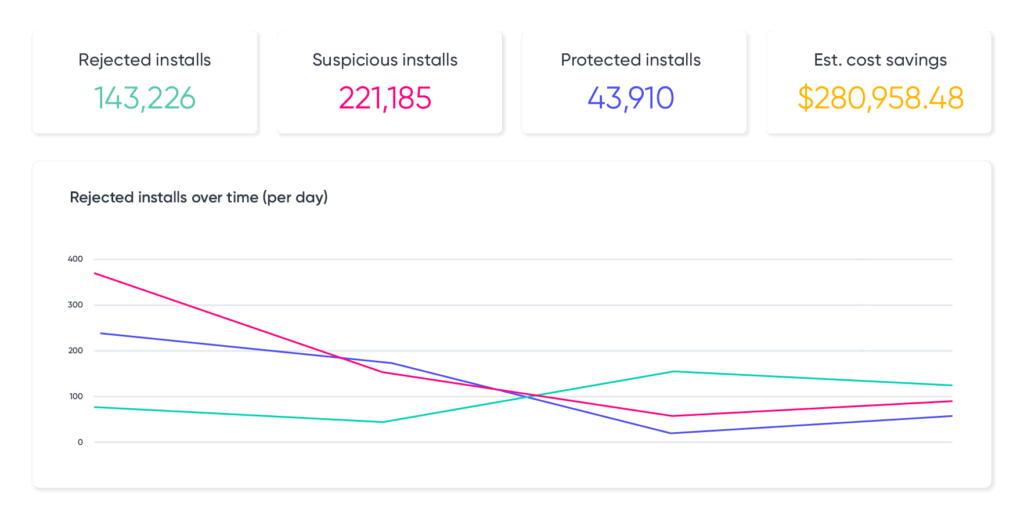 Rejected installs
143,226
Suspicious installs
221,185
Protected installs
43,910
Est. cost savings
$280,958.48
Rejected installs over time (per day)
400
300
200
100
0